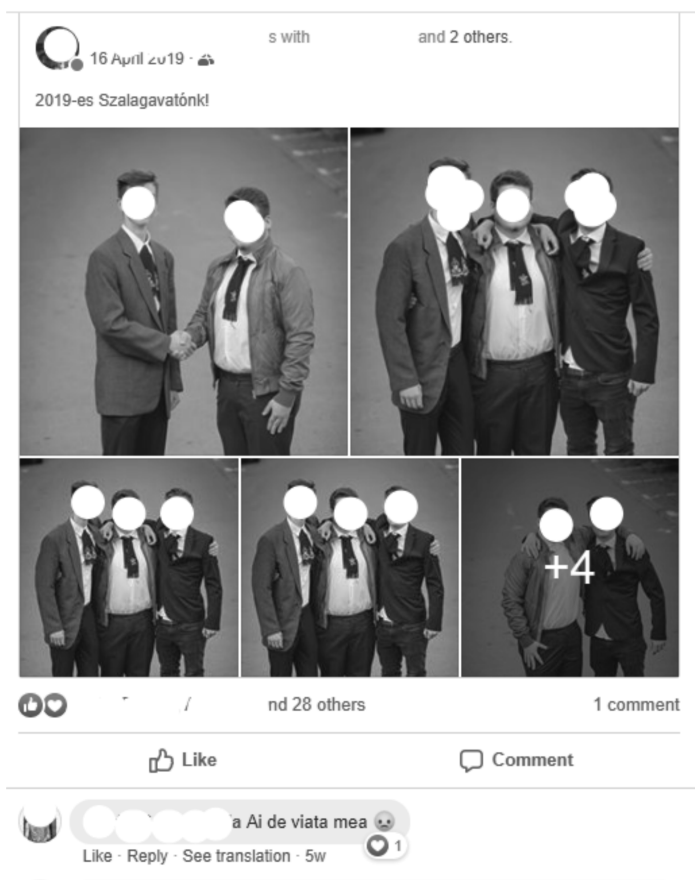 s with and 2 others.
16 April 2019 ·
2019-es Szalagavatónk!
+4
nd 28 others
1 comment
Like
Comment
a Ai de viata mea
1
Like · Reply · See translation · 5w